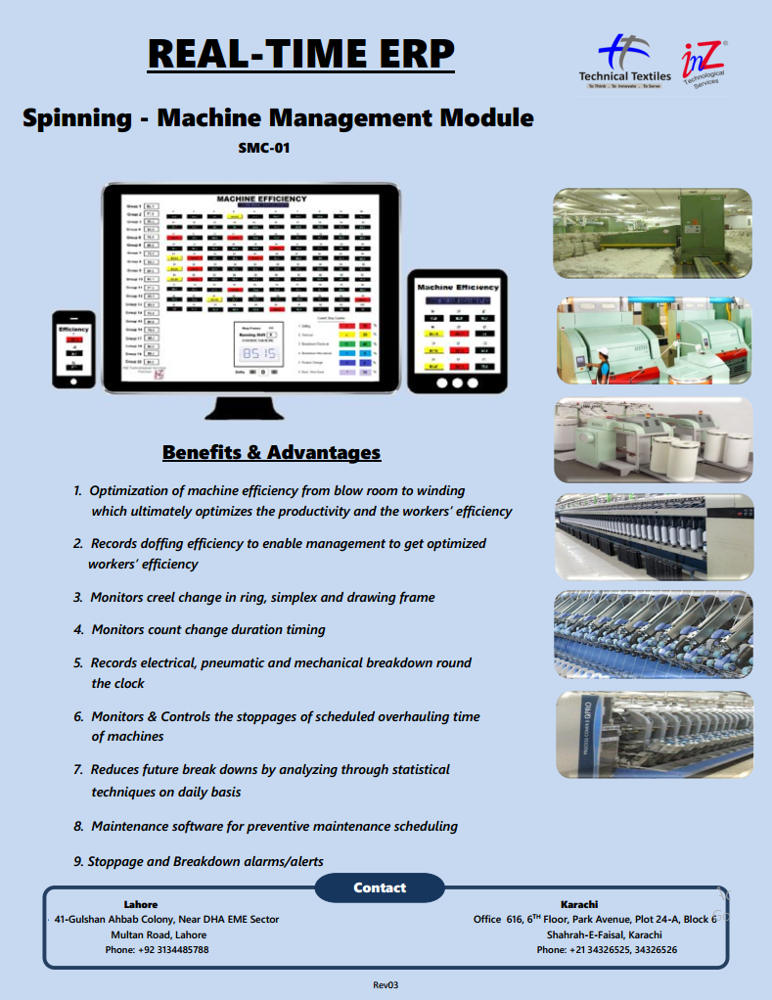 REAL-TIME ERP
Technical Textiles
To Think . To Innovate . To Serve
inZ
®
Technological
Services
Spinning - Machine Management Module
SMC-01
MACHINE EFFICIENCY
Group 1
Group 2
Running Shift
8515
Machine Efficiency
Efficiency
Benefits & Advantages
1. Optimization of machine efficiency from blow room to winding
which ultimately optimizes the productivity and the workers’ efficiency
2. Records doffing efficiency to enable management to get optimized
workers’ efficiency
3. Monitors creel change in ring, simplex and drawing frame
4. Monitors count change duration timing
5. Records electrical, pneumatic and mechanical breakdown round
the clock
6. Monitors & Controls the stoppages of scheduled overhauling time
of machines
7. Reduces future break downs by analyzing through statistical
techniques on daily basis
8. Maintenance software for preventive maintenance scheduling
9. Stoppage and Breakdown alarms/alerts
PROCESS CONER QPRO
Contact
Lahore
41-Gulshan Ahbab Colony, Near DHA EME Sector
Multan Road, Lahore
Phone: +92 3134485788
Karachi
Office 616, 6TH Floor, Park Avenue, Plot 24-A, Block 6
Shahrah-E-Faisal, Karachi
Phone: +21 34326525, 34326526
Rev03